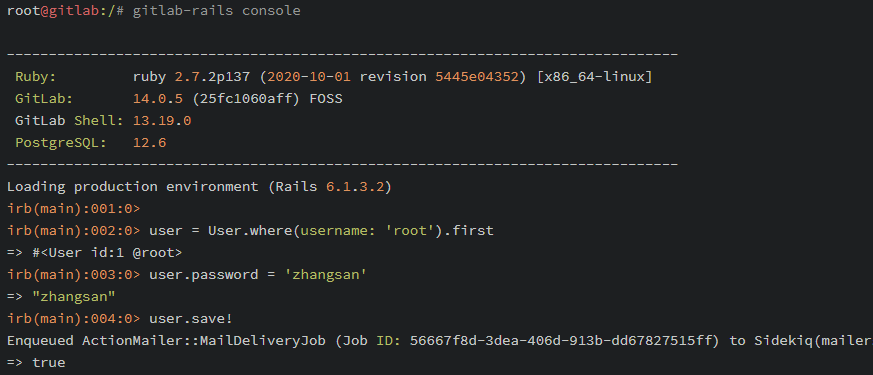 root@gitlab:/# gitlab-rails console
--------------------------------------------------------------------------------
Ruby: ruby 2.7.2p137 (2020-10-01 revision 5445e04352) [x86_64-linux]
GitLab: 14.0.5 (25fc1060aff) FOSS
GitLab Shell: 13.19.0
PostgreSQL: 12.6
--------------------------------------------------------------------------------
Loading production environment (Rails 6.1.3.2)
irb(main):001:0>
irb(main):002:0> user = User.where(username: 'root').first
=> #<User id:1 @root>
irb(main):003:0> user.password = 'zhangsan'
=> "zhangsan"
irb(main):004:0> user.save!
Enqueued ActionMailer::MailDeliveryJob (Job ID: 56667f8d-3dea-406d-913b-dd67827515ff) to Sidekiq(mailer
=> true